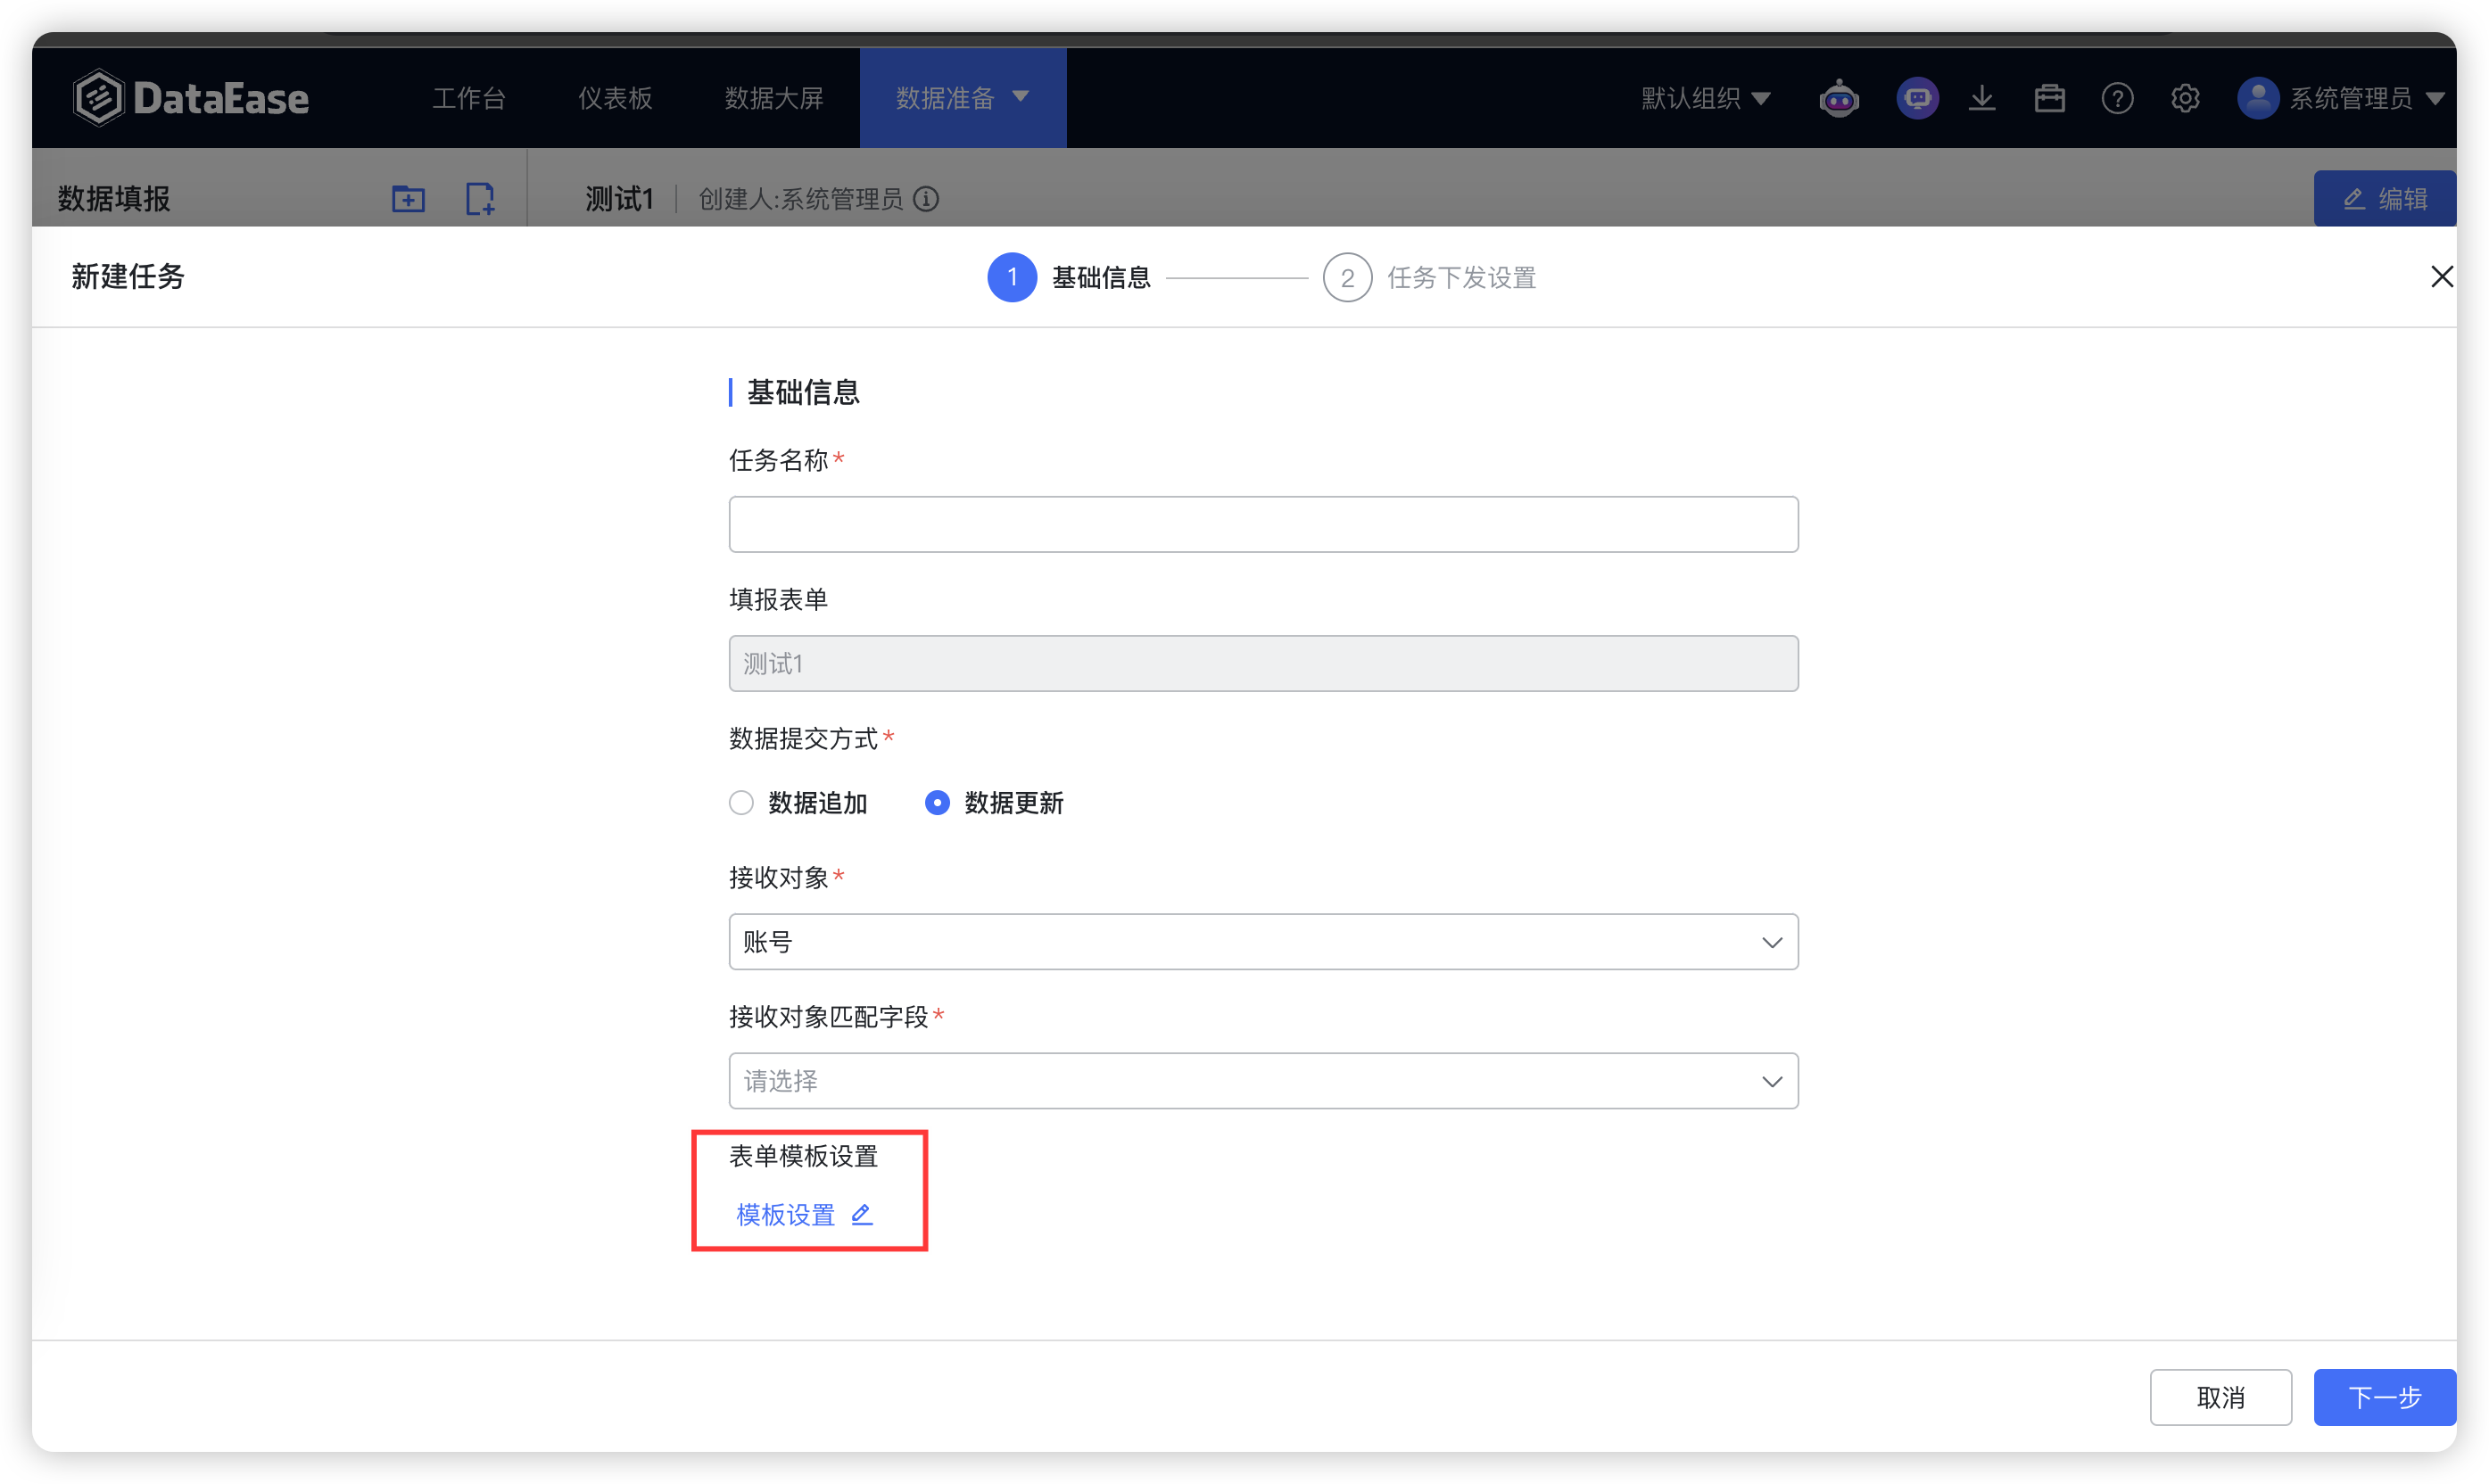 DataEase 工作台 仪表板 数据大屏 数据准备 默认组织 系统管理员
数据填报 测试1 创建人:系统管理员 编辑
新建任务 1 基础信息 2 任务下发设置
基础信息
任务名称*
填报表单
测试1
数据提交方式*
数据追加 数据更新
接收对象*
账号
接收对象匹配字段*
请选择
表单模板设置
模板设置
取消 下一步